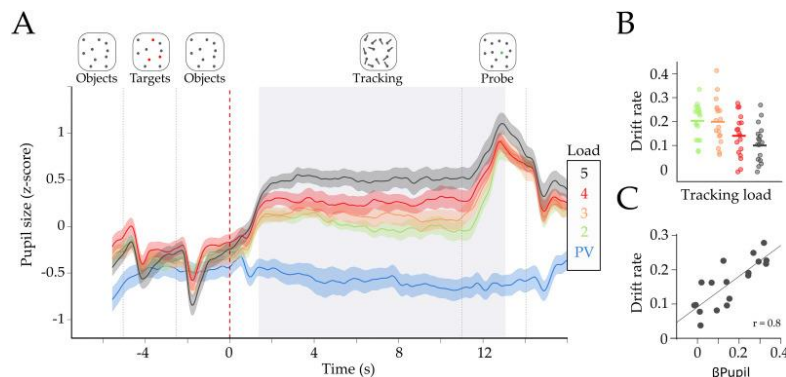 A
Objects Targets Objects Tracking Probe
Pupil size (z-score)
1
0.5
0.0
-0.5
-1
-4 0 4 8 12
Time (s)
Load
5
4
3
2
PV
B
Drift rate
0.4
0.3
0.2
0.1
0
Tracking load
C
Drift rate
0.3
0.2
0.1
0
r = 0.8
0 0.2 0.4
βPupil